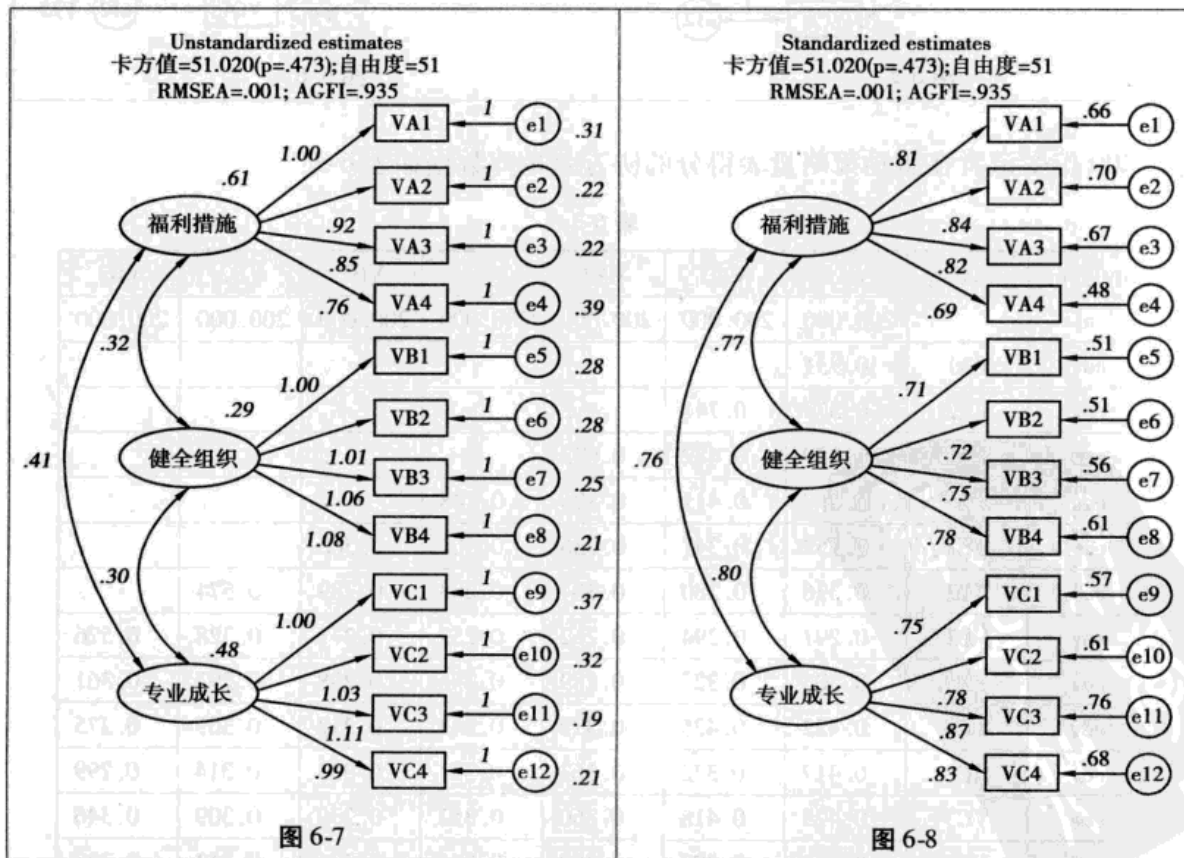 Unstandardized estimates
卡方值=51.020(p=.473);自由度=51
RMSEA=.001; AGFI=.935
VA1
1
e1
.31
1.00
.61
VA2
1
e2
.22
福利措施
.92
VA3
1
e3
.22
.85
VA4
1
e4
.39
.76
.32
VB1
1
e5
.28
1.00
.29
VB2
1
e6
.28
.41
健全组织
1.01
VB3
1
e7
.25
1.06
VB4
1
e8
.21
1.08
.30
VC1
1
e9
.37
1.00
.48
VC2
1
e10
.32
专业成长
1.03
VC3
1
e11
.19
1.11
VC4
1
e12
.21
.99
图 6-7
Standardized estimates
卡方值=51.020(p=.473);自由度=51
RMSEA=.001; AGFI=.935
VA1
.66
e1
.81
VA2
.70
e2
福利措施
.84
VA3
.67
e3
.82
VA4
.48
e4
.69
.77
VB1
.51
e5
.71
VB2
.51
e6
.76
健全组织
.72
VB3
.56
e7
.75
VB4
.61
e8
.78
.80
VC1
.57
e9
.75
VC2
.61
e10
专业成长
.78
VC3
.76
e11
.87
VC4
.68
e12
.83
图 6-8